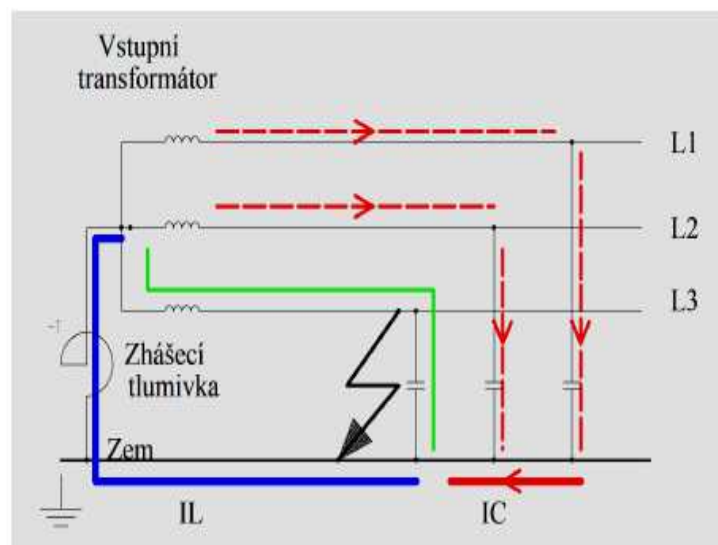 Vstupní
transformátor
L1
L2
L3
Zhášecí
tlumivka
Zem
IL
IC